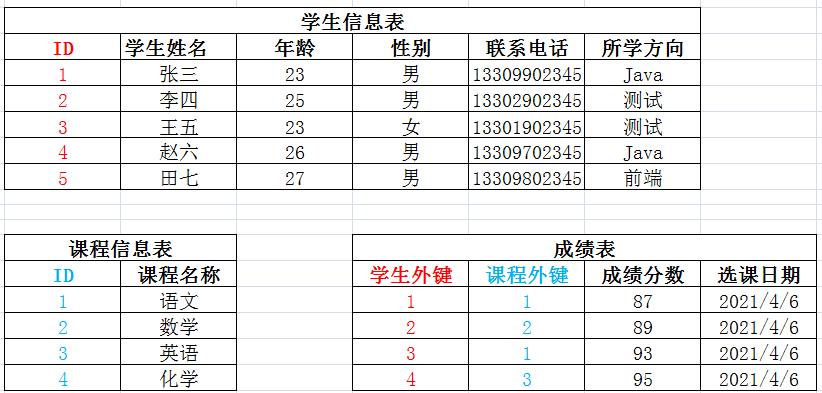 学生信息表
ID 学生姓名 年龄 性别 联系电话 所学方向
1 张三 23 男 13309902345 Java
2 李四 25 男 13302902345 测试
3 王五 23 女 13301902345 测试
4 赵六 26 男 13309702345 Java
5 田七 27 男 13309802345 前端
课程信息表
ID 课程名称
1 语文
2 数学
3 英语
4 化学
成绩表
学生外键 课程外键 成绩分数 选课日期
1 1 87 2021/4/6
2 2 89 2021/4/6
3 1 93 2021/4/6
4 3 95 2021/4/6